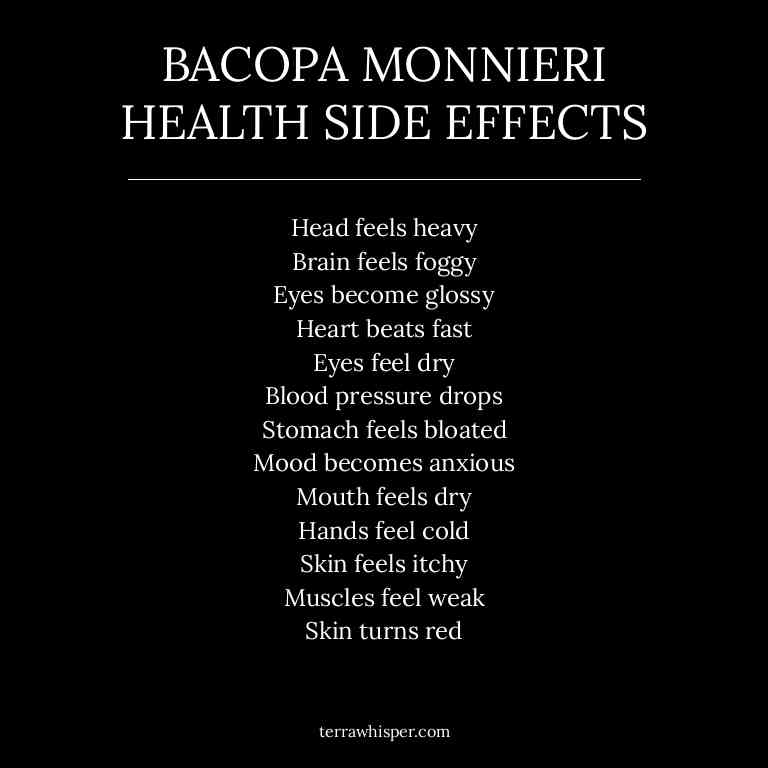 BACOPA MONNIERI
HEALTH SIDE EFFECTS
Head feels heavy
Brain feels foggy
Eyes become glossy
Heart beats fast
Eyes feel dry
Blood pressure drops
Stomach feels bloated
Mood becomes anxious
Mouth feels dry
Hands feel cold
Skin feels itchy
Muscles feel weak
Skin turns red
terrawhisper.com